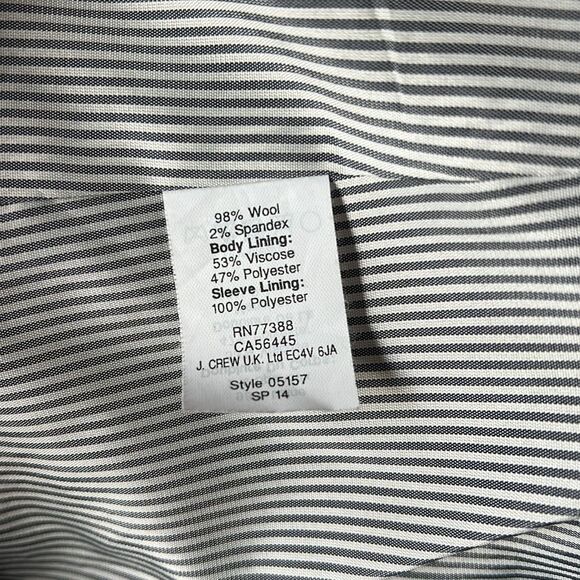 98% Wool
2% Spandex
Body Lining:
53% Viscose
47% Polyester
Sleeve Lining:
100% Polyester
RN77388
CA56445
J. CREW U.K. Ltd EC4V 6JA
Style 05157
SP 14